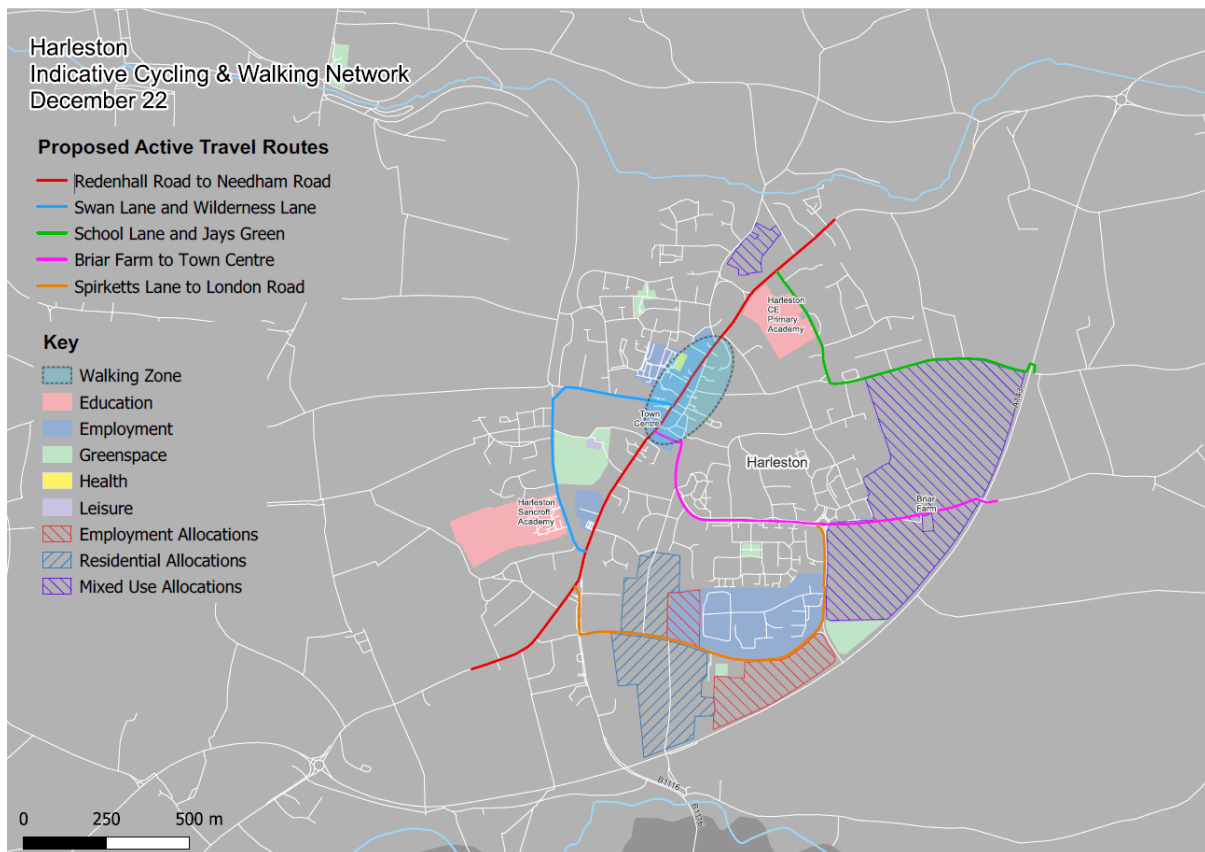 Harleston
Indicative Cycling & Walking Network
December 22
Proposed Active Travel Routes
Redenhall Road to Needham Road
Swan Lane and Wilderness Lane
School Lane and Jays Green
Briar Farm to Town Centre
Spirketts Lane to London Road
Key
Walking Zone
Education
Employment
Greenspace
Health
Leisure
Employment Allocations
Residential Allocations
Mixed Use Allocations
Harleston
CE
Primary
Academy
A143
Town
Centre
Harleston
Harleston
Sancroft
Academy
Briar
Farm
B1116
B1116
0 250 500 m